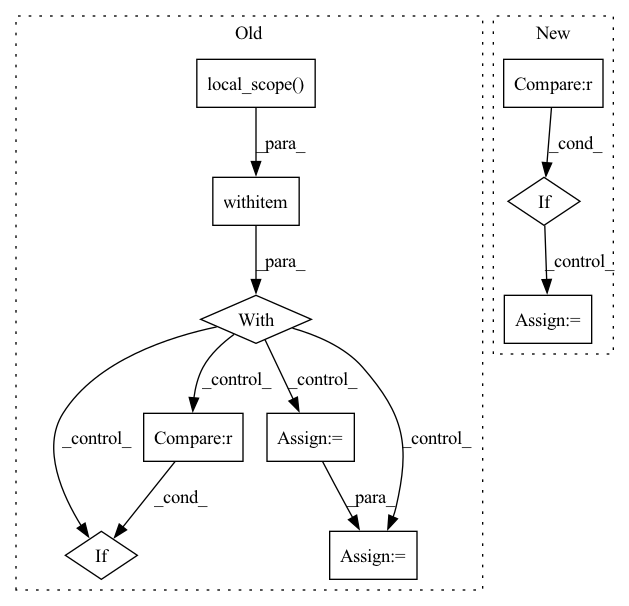 Old
New
local_scope()
Compare:r
_para_
_cond_
withitem
If
_para_
_control_
With
Assign:=
_control_
_control_
_control_
_control_
Compare:r
Assign:=
_cond_
_para_
If
Assign:=